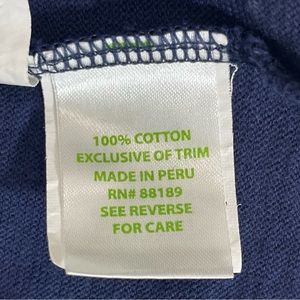 100% COTTON
EXCLUSIVE OF TRIM
MADE IN PERU
RN# 88189
SEE REVERSE
FOR CARE